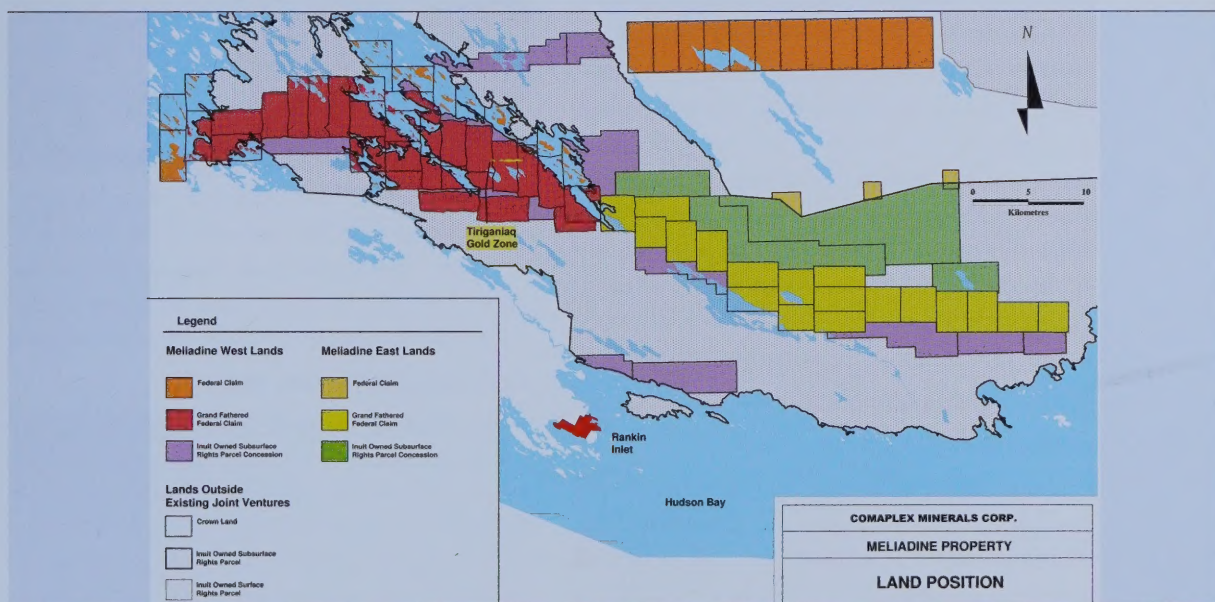 N
0 5 10
Kilometres
Tiriganiaq
Gold Zone
Legend
Meliadine West Lands
Federal Claim
Grand Fathered
Federal Claim
Inuit Owned Subsurface
Rights Parcel Concession
Meliadine East Lands
Federal Claim
Grand Fathered
Federal Claim
Inuit Owned Subsurface
Rights Parcel Concession
Lands Outside
Existing Joint Ventures
Crown Land
Inuit Owned Subsurface
Rights Parcel
Inuit Owned Surface
Rights Parcel
Rankin
Inlet
Hudson Bay
COMAPLEX MINERALS CORP.
MELIADINE PROPERTY
LAND POSITION